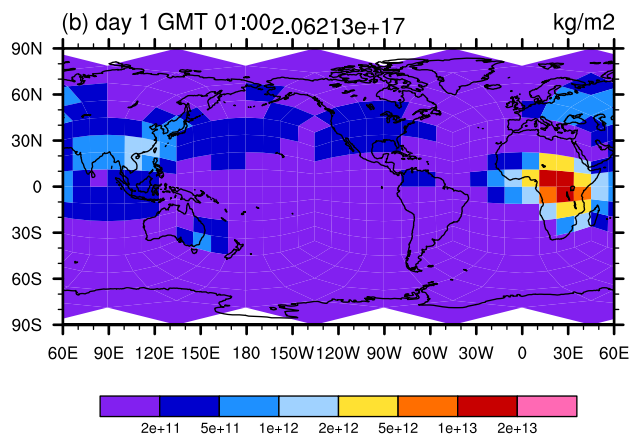 (b) day 1 GMT 01:00 2.06213e+17 kg/m2
90N
60N
30N
0
30S
60S
90S
60E 90E 120E 150E 180 150W 120W 90W 60W 30W 0 30E 60E
2e+11 5e+11 1e+12 2e+12 5e+12 1e+13 2e+13